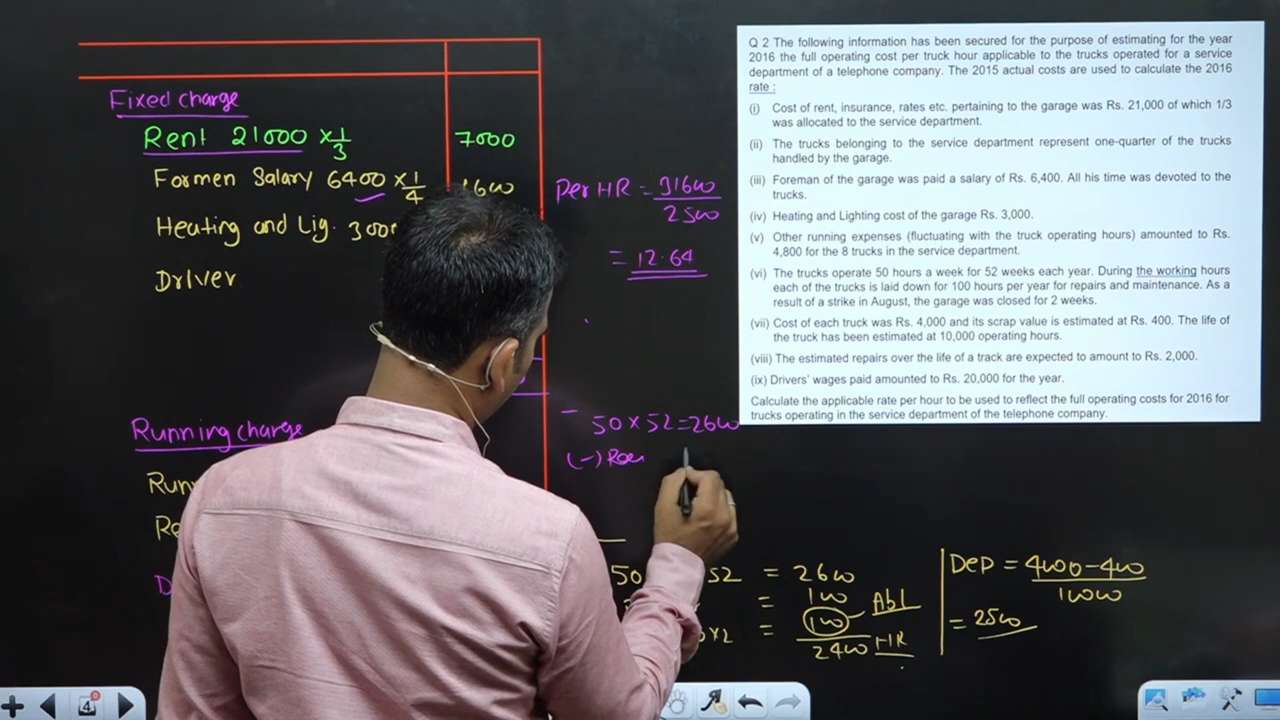 Fixed charge
Rent 21000 × 1/3 7000
Formen Salary 6400 × 1/4 1600
Heating and Lig. 3000
Driver
Running charge
Per HR = 31600/2500
= 12.64
50 × 52 = 2600
(-)
50 52 = 2600
= 100
×2 = 100 Abl
2400 HR
Dep = 4000-400
= 2500
Q 2 The following information has been secured for the purpose of estimating for the year
2016 the full operating cost per truck hour applicable to the trucks operated for a service
department of a telephone company. The 2015 actual costs are used to calculate the 2016
rate :
(i) Cost of rent, insurance, rates etc. pertaining to the garage was Rs. 21,000 of which 1/3
was allocated to the service department.
(ii) The trucks belonging to the service department represent one-quarter of the trucks
handled by the garage.
(iii) Foreman of the garage was paid a salary of Rs. 6,400. All his time was devoted to the
trucks.
(iv) Heating and Lighting cost of the garage Rs. 3,000.
(v) Other running expenses (fluctuating with the truck operating hours) amounted to Rs.
4,800 for the 8 trucks in the service department.
(vi) The trucks operate 50 hours a week for 52 weeks each year. During the working hours
each of the trucks is laid down for 100 hours per year for repairs and maintenance. As a
result of a strike in August, the garage was closed for 2 weeks.
(vii) Cost of each truck was Rs. 4,000 and its scrap value is estimated at Rs. 400. The life of
the truck has been estimated at 10,000 operating hours.
(viii) The estimated repairs over the life of a track are expected to amount to Rs. 2,000.
(ix) Drivers' wages paid amounted to Rs. 20,000 for the year.
Calculate the applicable rate per hour to be used to reflect the full operating costs for 2016 for
trucks operating in the service department of the telephone company.
4